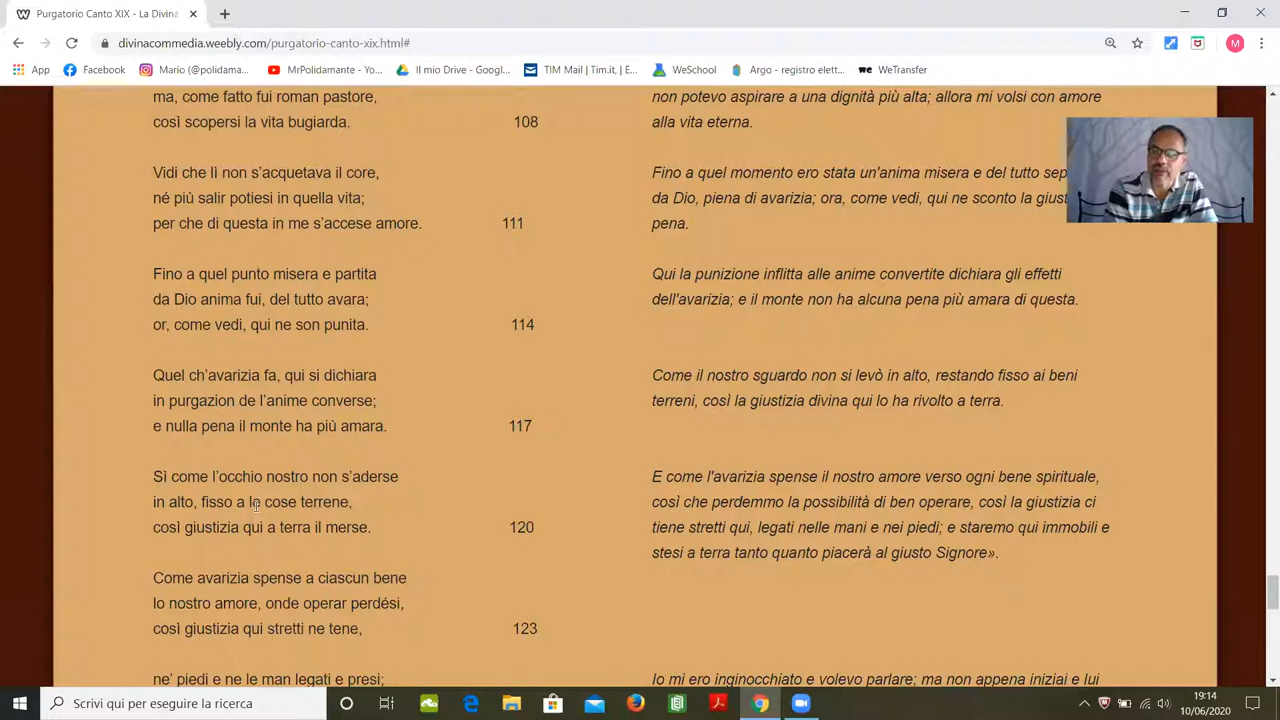 Purgatorio Canto XIX - La Divina
divinacommedia.weebly.com/purgatorio-canto-xix.html#
M
App
Facebook
Mario (@polidama...
MrPolidamante - Yo...
Il mio Drive - Googl...
TIM Mail | Tim.it, | E...
WeSchool
Argo - registro elett...
WeTransfer
ma, come fatto fui roman pastore,
così scopersi la vita bugiarda. 108
Vidi che lì non s'acquetava il core,
né più salir potiesi in quella vita;
per che di questa in me s'accese amore. 111
Fino a quel punto misera e partita
da Dio anima fui, del tutto avara;
or, come vedi, qui ne son punita. 114
Quel ch'avarizia fa, qui si dichiara
in purgazion de l'anime converse;
e nulla pena il monte ha più amara. 117
Sì come l'occhio nostro non s'aderse
in alto, fisso a le cose terrene,
così giustizia qui a terra il merse. 120
Come avarizia spense a ciascun bene
lo nostro amore, onde operar perdési,
così giustizia qui stretti ne tene, 123
ne' piedi e ne le man legati e presi;
non potevo aspirare a una dignità più alta; allora mi volsi con amore
alla vita eterna.
Fino a quel momento ero stata un'anima misera e del tutto sep
da Dio, piena di avarizia; ora, come vedi, qui ne sconto la giust
pena.
Qui la punizione inflitta alle anime convertite dichiara gli effetti
dell'avarizia; e il monte non ha alcuna pena più amara di questa.
Come il nostro sguardo non si levò in alto, restando fisso ai beni
terreni, così la giustizia divina qui lo ha rivolto a terra.
E come l'avarizia spense il nostro amore verso ogni bene spirituale,
così che perdemmo la possibilità di ben operare, così la giustizia ci
tiene stretti qui, legati nelle mani e nei piedi; e staremo qui immobili e
stesi a terra tanto quanto piacerà al giusto Signore».
Io mi ero inginocchiato e volevo parlare; ma non appena iniziai e lui
Scrivi qui per eseguire la ricerca
19:14
10/06/2020